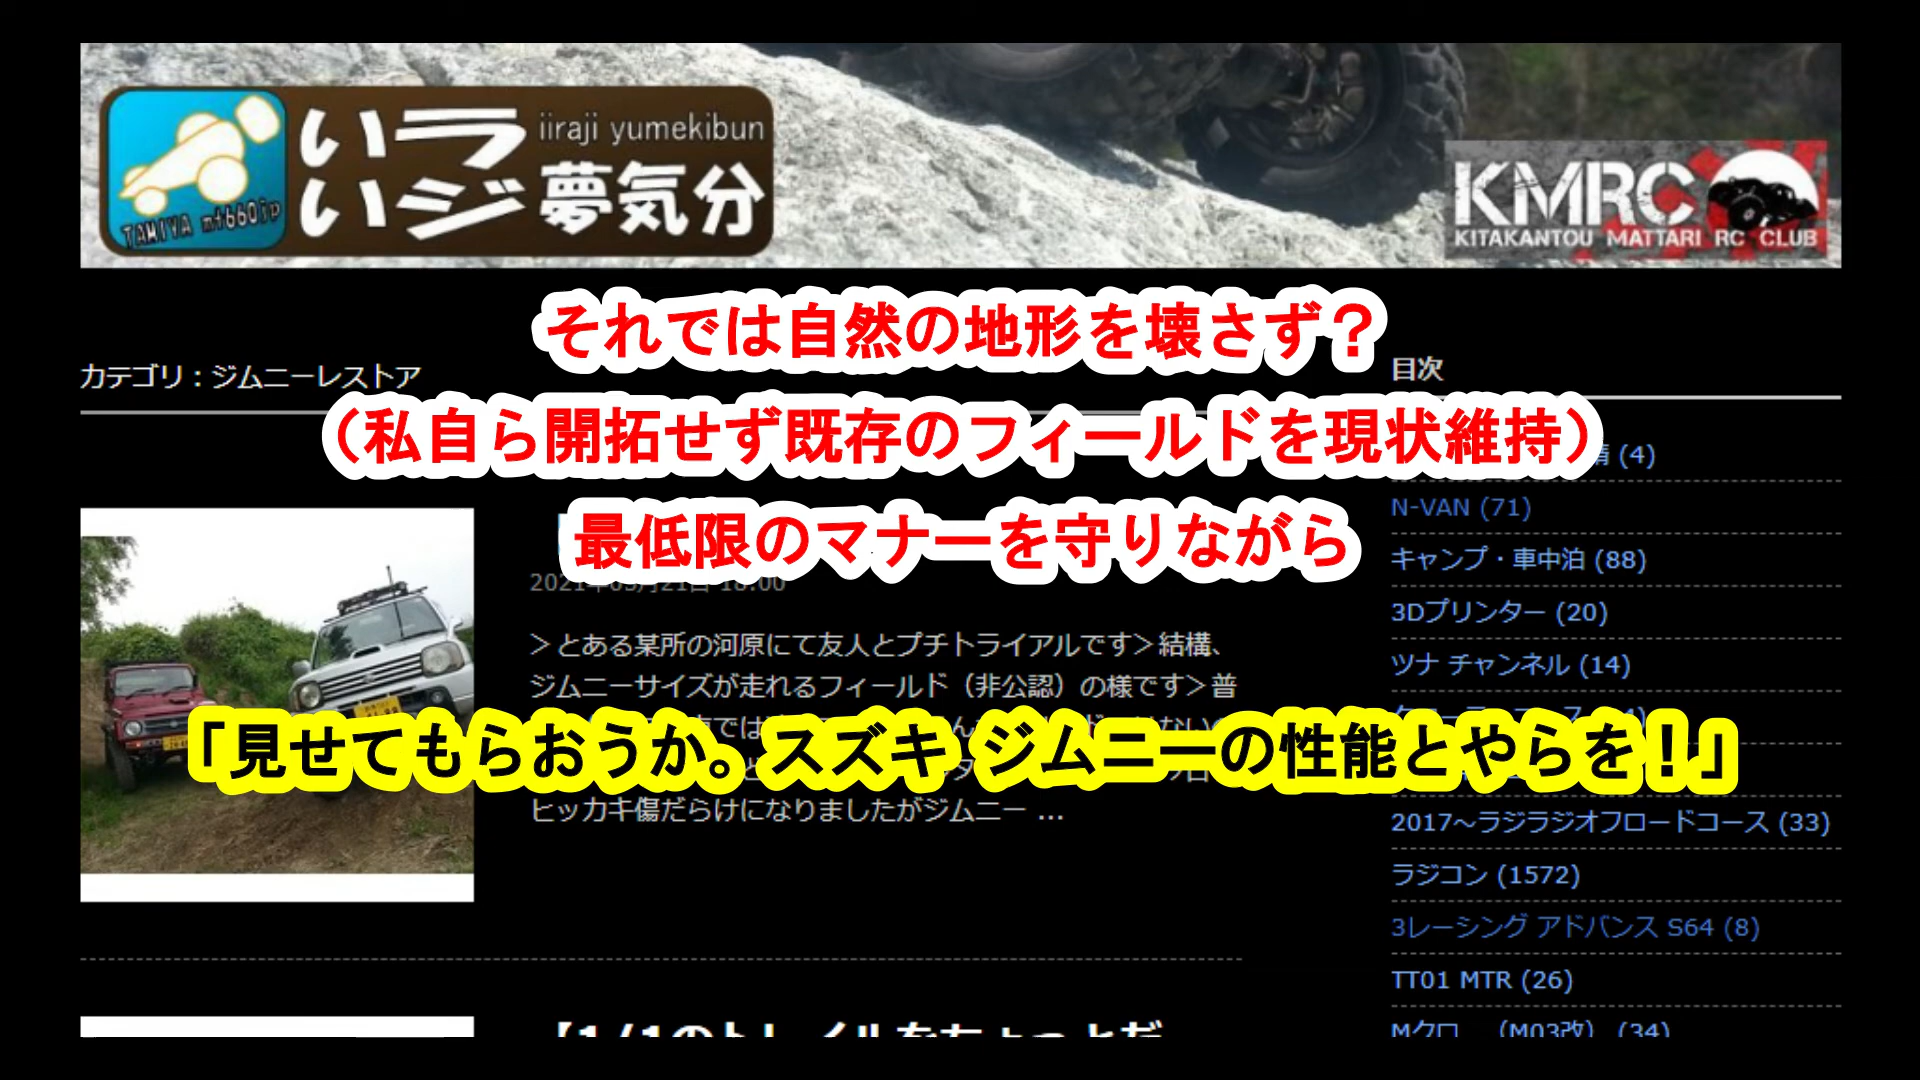 いラ iiraji yumekibun
いジ 夢気分
TAMIYA mf660jp
KMRC
KITAKANTOU MATTARI RC CLUB
それでは自然の地形を壊さず？
カテゴリ：ジムニーレストア
目次
（私自ら開拓せず既存のフィールドを現状維持）
(4)
N-VAN (71)
最低限のマナーを守りながら
キャンプ・車中泊 (88)
3Dプリンター (20)
＞とある某所の河原にて友人とプチトライアルです＞結構、
ツナ チャンネル (14)
ジムニーサイズが走れるフィールド（非公認）の様です＞普
「見せてもらおうか。スズキ ジムニーの性能とやらを！」
ヒッカキ傷だらけになりましたがジムニー ...
2017～ラジラジオフロードコース (33)
ラジコン (1572)
3レーシング アドバンス S64 (8)
TT01 MTR (26)
Mクロ （M03改） (34)